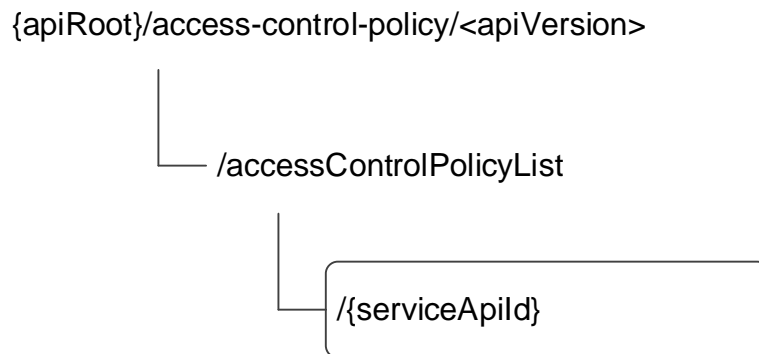 {apiRoot}/access-control-policy/<apiVersion>
/accessControlPolicyList
/{serviceApiId}